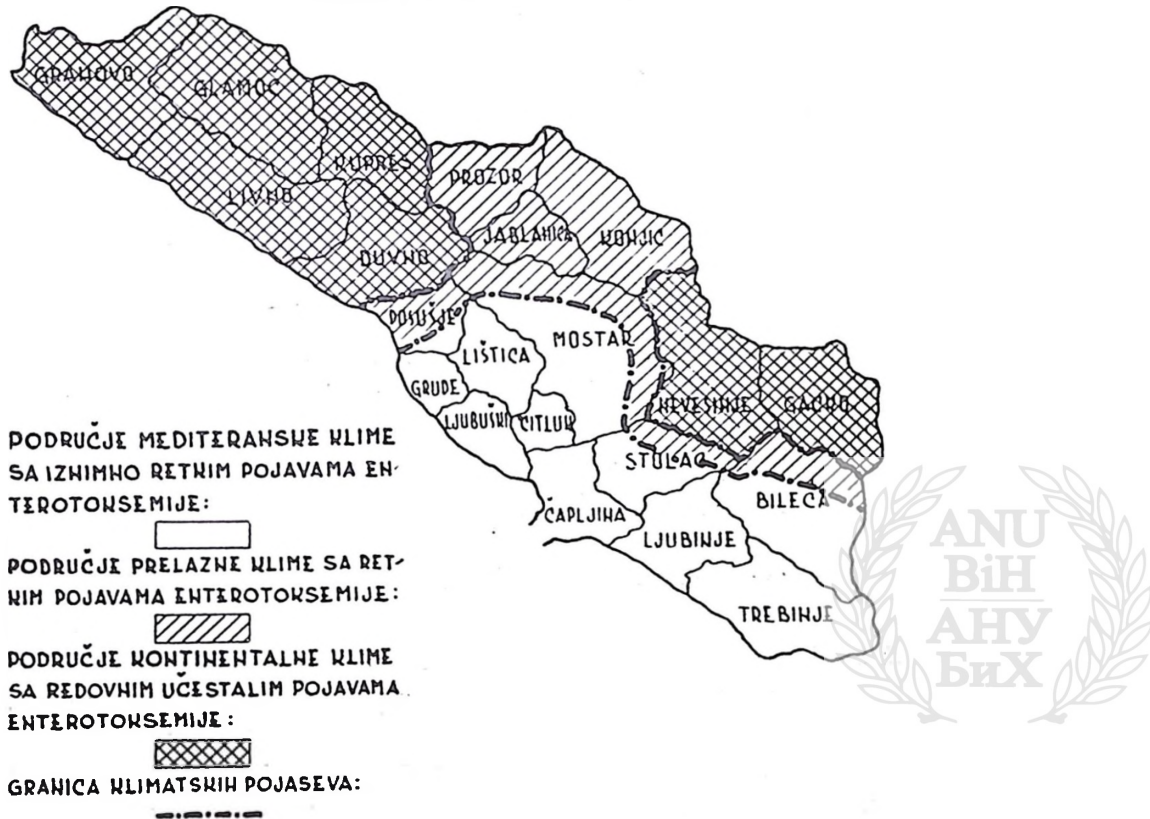 GRAHOVO
GLAMOČ
KUPRES
PROZOR
LIVNO
JABLANICA
KONJIC
DUVNO
POSUŠJE
MOSTAR
LIŠTICA
GRUDE
NEVESINJE
GACKO
LJUBUŠKI
ČITLUK
STOLAC
BILEĆA
ČAPLJINA
LJUBINJE
TREBINJE
PODRUČJE MEDITERANSKE KLIME
SA IZNIMNO RETKIM POJAVAMA EN-
TEROTOKSEMIJE:
PODRUČJE PRELAZNE KLIME SA RET-
KIM POJAVAMA ENTEROTOKSEMIJE:
PODRUČJE KONTINENTALNE KLIME
SA REDOVNIM UČESTALIM POJAVAMA
ENTEROTOKSEMIJE:
GRANICA KLIMATSKIH POJASEVA:
ANU
BiH
АНУ
БиХ